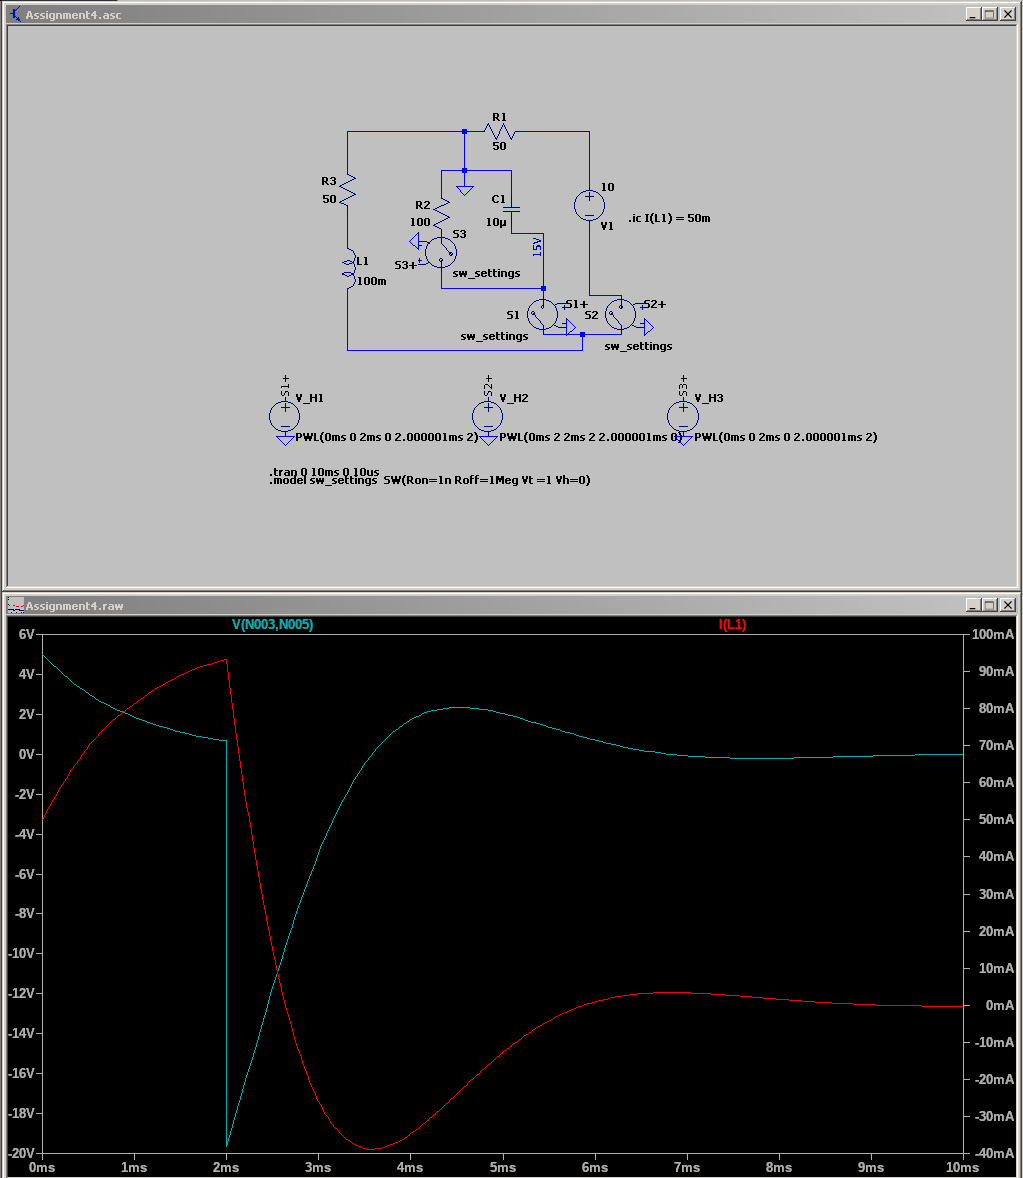 Assignment4.asc
R1
50
R3
50
R2
100
C1
10µ
10
V1
.ic I(L1) = 50m
S3
S3+
15V
L1
100m
sw_settings
S1
S1+
S2
S2+
sw_settings
sw_settings
S1+
V_H1
PWL(0ms 0 2ms 0 2.000001ms 2)
S2+
V_H2
PWL(0ms 2 2ms 2 2.000001ms 0)
S3+
V_H3
PWL(0ms 0 2ms 0 2.000001ms 2)
.tran 0 10ms 0 10us
.model sw_settings SW(Ron=1n Roff=1Meg Vt =1 Vh=0)
Assignment4.raw
V(N003,N005) I(L1)
6V 100mA
4V 90mA
2V 80mA
0V 70mA
-2V 60mA
-4V 50mA
-6V 40mA
-8V 30mA
-10V 20mA
-12V 10mA
-14V 0mA
-16V -10mA
-18V -20mA
-20V -30mA
-40mA
0ms 1ms 2ms 3ms 4ms 5ms 6ms 7ms 8ms 9ms 10ms